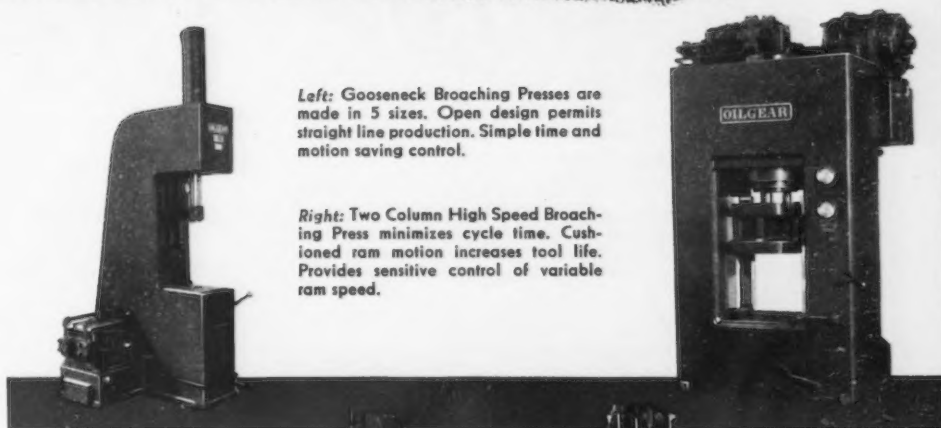 Left: Gooseneck Broaching Presses are
made in 5 sizes. Open design permits
straight line production. Simple time and
motion saving control.
Right: Two Column High Speed Broach-
ing Press minimizes cycle time. Cush-
ioned ram motion increases tool life.
Provides sensitive control of variable
ram speed.
OILGEAR